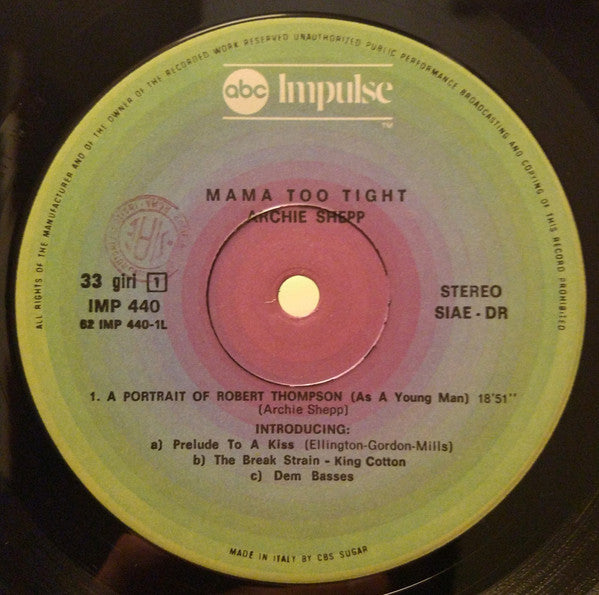 ALL RIGHTS OF THE MANUFACTURER AND OF THE OWNER OF THE RECORDED WORK RESERVED UNAUTHORIZED PUBLIC PERFORMANCE BROADCASTING AND COPYING OF THIS RECORD PROHIBITED
abc Impulse
TM
MAMA TOO TIGHT
ARCHIE SHEPP
33 giri 1
IMP 440
62 IMP 440-1L
STEREO
SIAE - DR
1. A PORTRAIT OF ROBERT THOMPSON (As A Young Man) 18'51"
(Archie Shepp)
INTRODUCING:
a) Prelude To A Kiss (Ellington-Gordon-Mills)
b) The Break Strain - King Cotton
c) Dem Basses
MADE IN ITALY BY CBS SUGAR